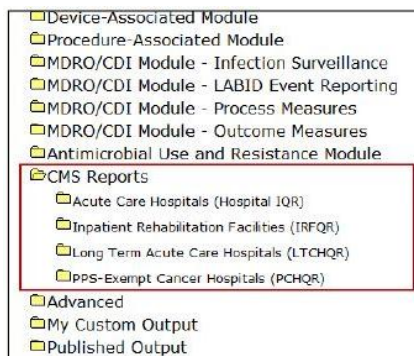 Device-Associated Module
Procedure-Associated Module
MDRO/CDI Module - Infection Surveillance
MDRO/CDI Module - LABID Event Reporting
MDRO/CDI Module - Process Measures
MDRO/CDI Module - Outcome Measures
Antimicrobial Use and Resistance Module
CMS Reports
Acute Care Hospitals (Hospital IQR)
Inpatient Rehabilitation Facilities (IRFQR)
Long Term Acute Care Hospitals (LTCHQR)
PPS-Exempt Cancer Hospitals (PCHQR)
Advanced
My Custom Output
Published Output